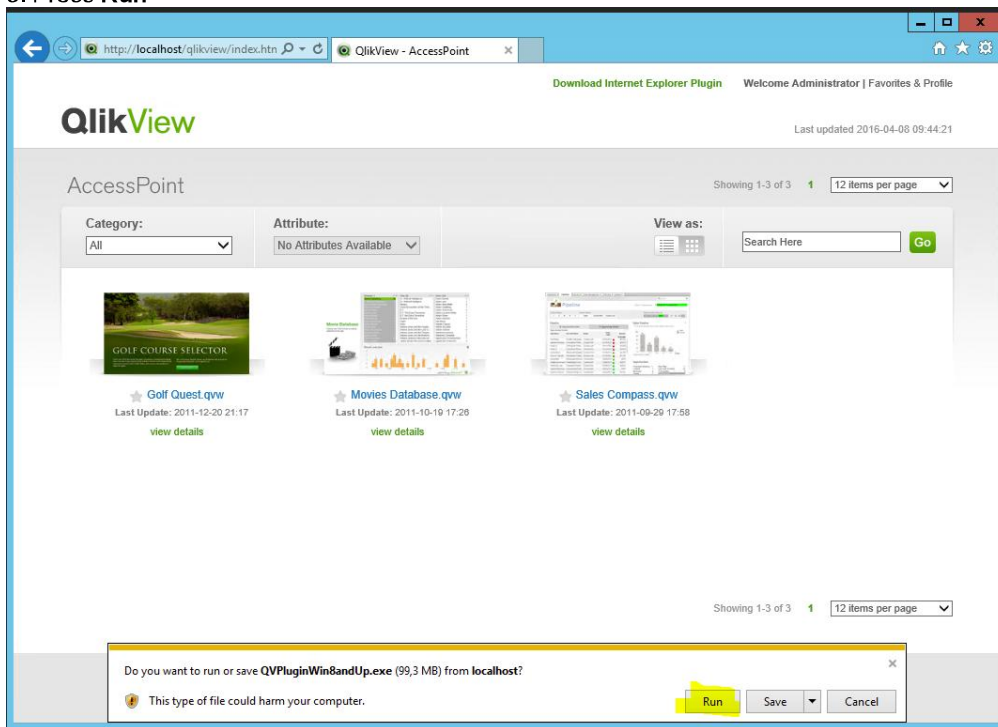 Run
http://localhost/qlikview/index.htn
QlikView - AccessPoint
Download Internet Explorer Plugin Welcome Administrator | Favorites & Profile
QlikView
Last updated 2016-04-08 09:44:21
AccessPoint
Showing 1-3 of 3 1 12 items per page
Category: Attribute: View as:
All No Attributes Available Search Here Go
GOLF COURSE SELECTOR
Movie Database
Golf Quest.qvw Movies Database.qvw Sales Compass.qvw
Last Update: 2011-12-20 21:17 Last Update: 2011-10-19 17:26 Last Update: 2011-09-29 17:58
view details view details view details
Showing 1-3 of 3 1 12 items per page
Do you want to run or save QVPluginWin8andUp.exe (99,3 MB) from localhost?
This type of file could harm your computer.
Run Save Cancel